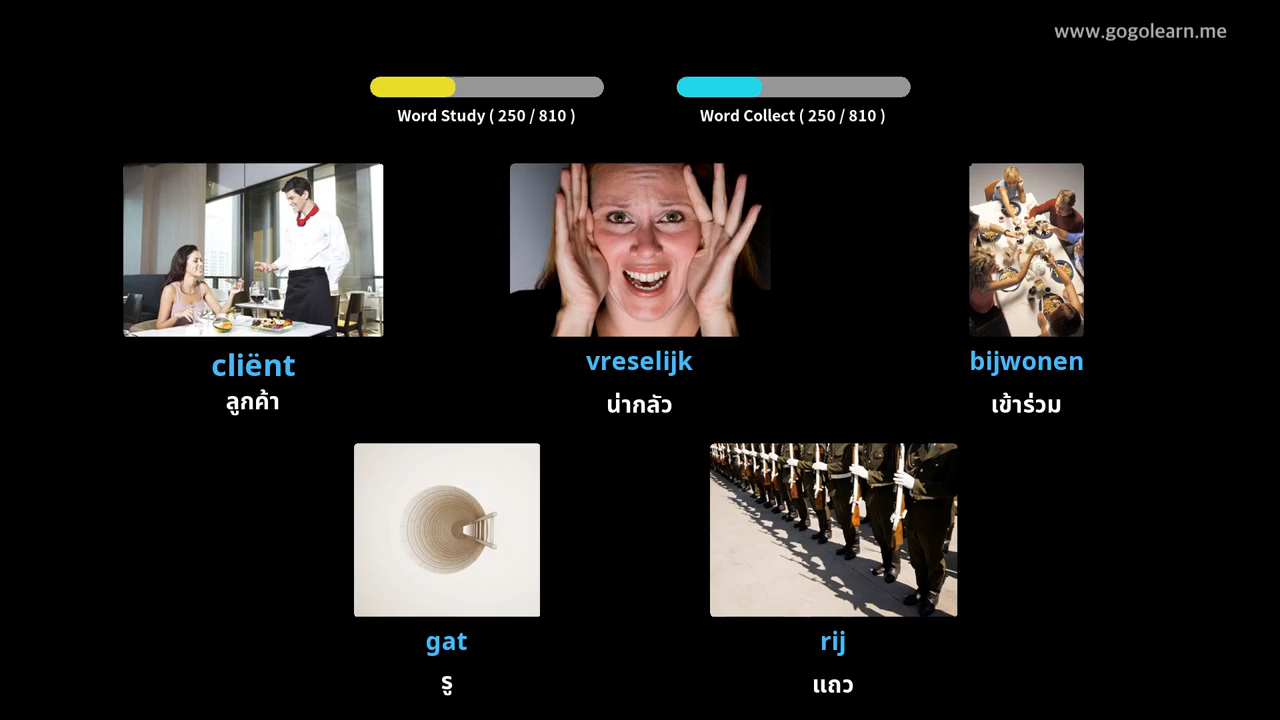 www.gogolearn.me
Word Study ( 250 / 810 )
Word Collect ( 250 / 810 )
cliënt
ลูกค้า
vreselijk
น่ากลัว
bijwonen
เข้าร่วม
gat
รู
rij
แถว